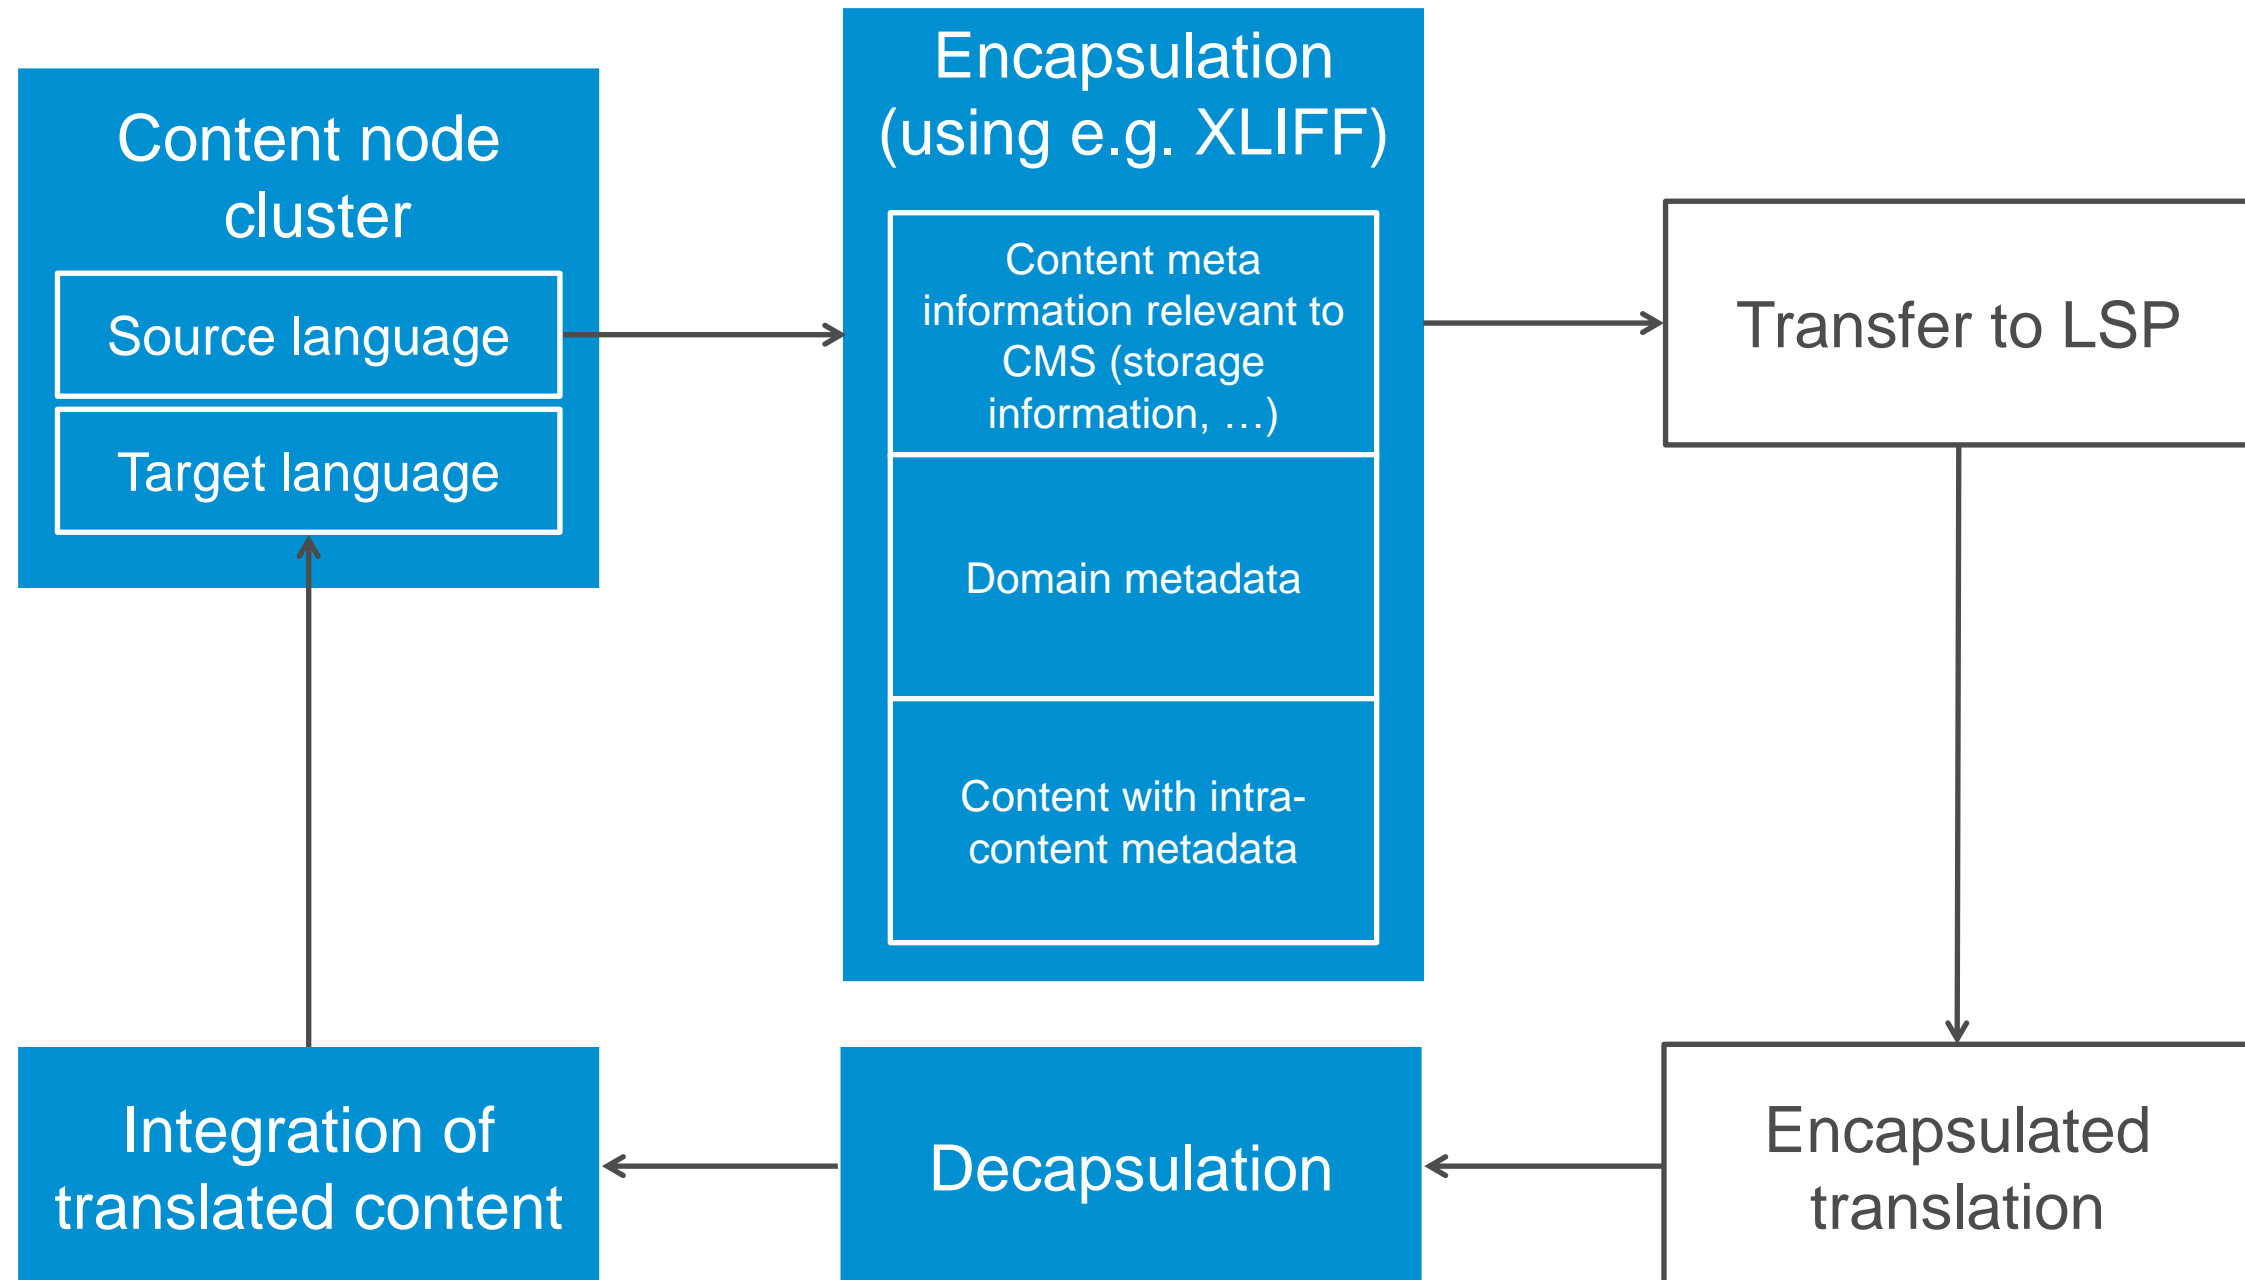 Content node
cluster
Source language
Target language
Encapsulation
(using e.g. XLIFF)
Content meta
information relevant to
CMS (storage
information, …)
Domain metadata
Content with intra-
content metadata
Transfer to LSP
Encapsulated
translation
Decapsulation
Integration of
translated content